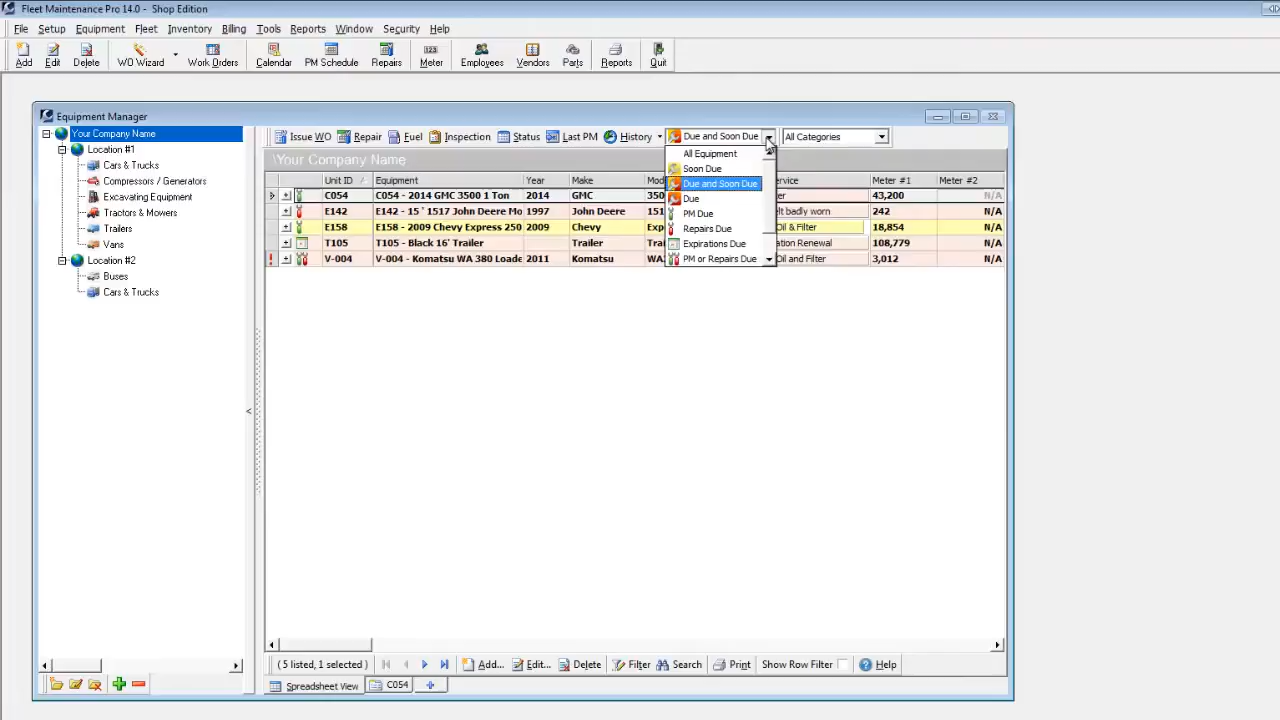 Fleet Maintenance Pro 14.0 - Shop Edition
File Setup Equipment Fleet Inventory Billing Tools Reports Window Security Help
Add Edit Delete WO Wizard Work Orders Calendar PM Schedule Repairs Meter Employees Vendors Parts Reports Quit
Equipment Manager
Your Company Name
Location #1
Cars & Trucks
Compressors / Generators
Excavating Equipment
Tractors & Mowers
Trailers
Vans
Location #2
Buses
Cars & Trucks
Issue WO Repair Fuel Inspection Status Last PM History Due and Soon Due All Categories
\Your Company Name
All Equipment
Soon Due
Due and Soon Due
Due
PM Due
Repairs Due
Expirations Due
PM or Repairs Due
Unit ID Equipment Year Make Mod ervice Meter #1 Meter #2
C054 C054 - 2014 GMC 3500 1 Ton 2014 GMC 350 er 43,200 N/A
E142 E142 - 15 ` 1517 John Deere Mo 1997 John Deere 151 elt badly worn 242 N/A
E158 E158 - 2009 Chevy Express 250 2009 Chevy Exp Oil & Filter 18,854 N/A
T105 T105 - Black 16' Trailer Trailer Tra ation Renewal 108,779 N/A
V-004 V-004 - Komatsu WA 380 Loade 2011 Komatsu WA Oil and Filter 3,012 N/A
( 5 listed, 1 selected ) Add... Edit... Delete Filter Search Print Show Row Filter Help
Spreadsheet View C054